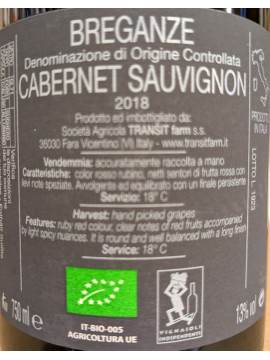 BREGANZE
Denominazione di Origine Controllata
CABERNET SAUVIGNON
2018
Prodotto ed imbottigliato da:
Società Agricola TRANSIT farm s.s.
36030 Fara Vicentino (VI) Italy - www.transitfarm.it
Vendemmia: accuratamente raccolta a mano
Caratteristiche: color rosso rubino, netti sentori di frutta rossa con
levi note speziate. Avvolgente ed equilibrato con un finale persistente
Servizio: 18° C
Harvest: hand picked grapes
Features: ruby red colour, clear notes of red fruits accompanied
by light spicy nuances. It is round and well balanced with a long
finish
Service: 18° C
750 ml e
IT-BIO-005
AGRICOLTURA UE
VIGNAIOLI
INDIPENDENTI
13% vol
LOTTO L.
PRODOTTO
IN ITALIA